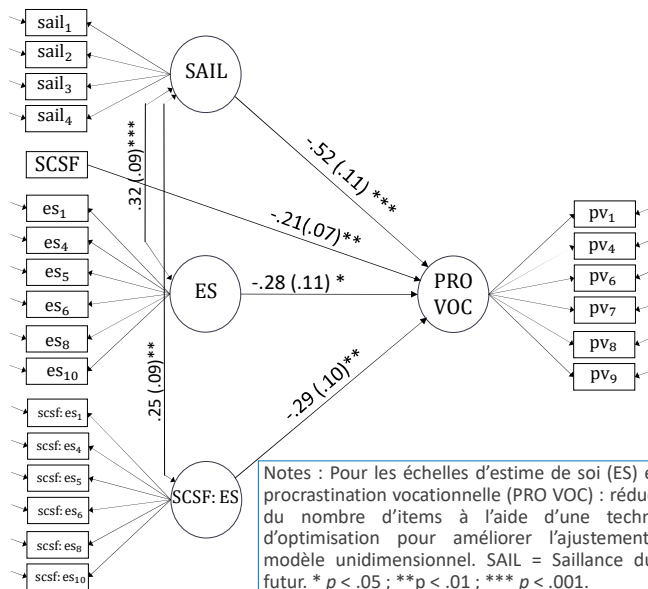 sail₁
sail₂
sail₃
sail₄
SAIL
SCSF
es₁
es₄
es₅
es₆
es₈
es₁₀
ES
scsf: es₁
scsf: es₄
scsf: es₅
scsf: es₆
scsf: es₈
scsf: es₁₀
SCSF: ES
.32 (.09)***
.25 (.09)**
-.52 (.11) ***
-.21(.07)**
-.28 (.11) *
-.29 (.10)**
PRO
VOC
pv₁
pv₄
pv₆
pv₇
pv₈
pv₉
Notes : Pour les échelles d’estime de soi (ES) e
procrastination vocationnelle (PRO VOC) : rédu
du nombre d’items à l’aide d’une techn
d’optimisation pour améliorer l’ajustement
modèle unidimensionnel. SAIL = Saillance du
futur. * p < .05 ; **p < .01 ; *** p < .001.